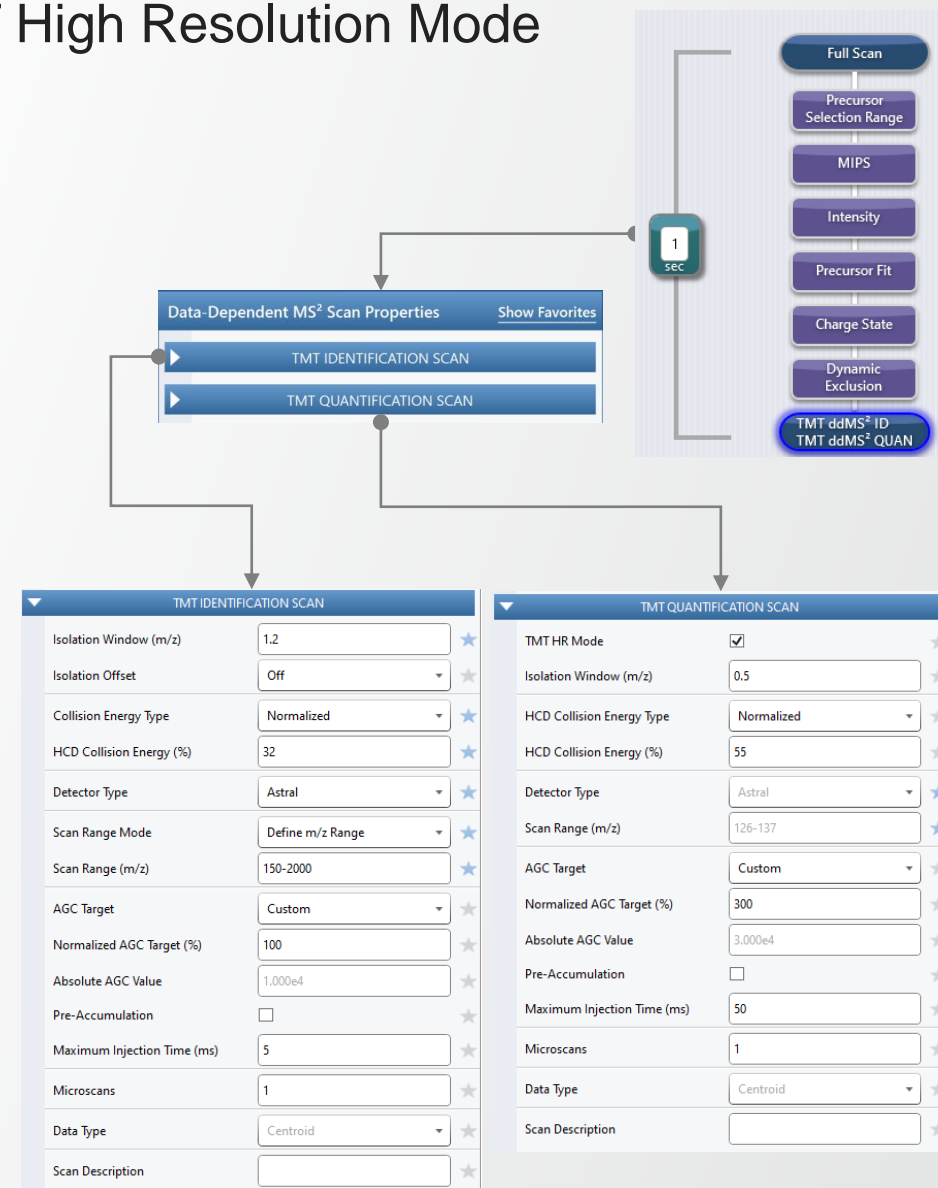 High Resolution Mode
Full Scan
Precursor
Selection Range
MIPS
Intensity
1
sec
Precursor Fit
Charge State
Dynamic
Exclusion
TMT ddMS² ID
TMT ddMS² QUAN
Data-Dependent MS² Scan Properties Show Favorites
TMT IDENTIFICATION SCAN
TMT QUANTIFICATION SCAN
TMT IDENTIFICATION SCAN
Isolation Window (m/z) 1.2
Isolation Offset Off
Collision Energy Type Normalized
HCD Collision Energy (%) 32
Detector Type Astral
Scan Range Mode Define m/z Range
Scan Range (m/z) 150-2000
AGC Target Custom
Normalized AGC Target (%) 100
Absolute AGC Value 1.000e4
Pre-Accumulation
Maximum Injection Time (ms) 5
Microscans 1
Data Type Centroid
Scan Description
TMT QUANTIFICATION SCAN
TMT HR Mode
Isolation Window (m/z) 0.5
HCD Collision Energy Type Normalized
HCD Collision Energy (%) 55
Detector Type Astral
Scan Range (m/z) 126-137
AGC Target Custom
Normalized AGC Target (%) 300
Absolute AGC Value 3.000e4
Pre-Accumulation
Maximum Injection Time (ms) 50
Microscans 1
Data Type Centroid
Scan Description